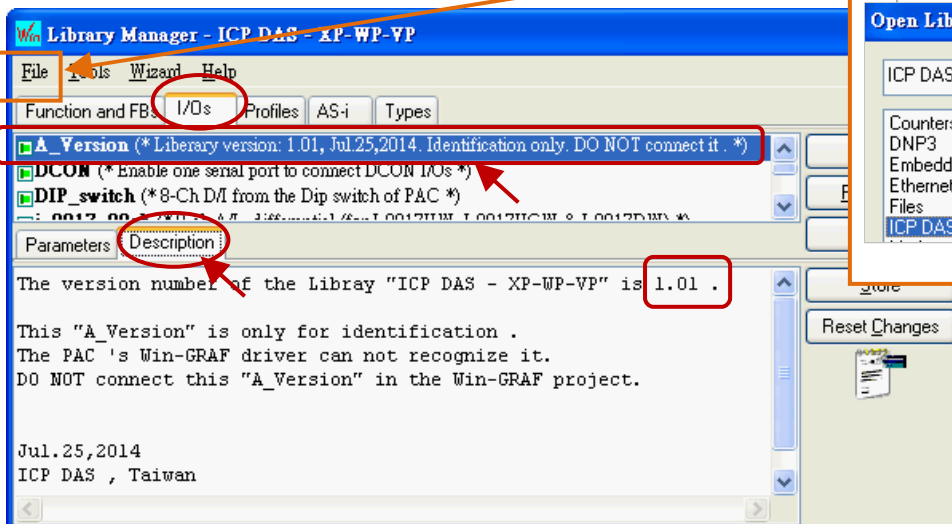 Library Manager - ICP DAS - XP-WP-VP
File Tools Wizard Help
Function and FBs I/Os Profiles AS-i Types
A_Version (* Liberary version: 1.01, Jul.25,2014. Identification only. DO NOT connect it . *)
DCON (* Enable one serial port to connect DCON I/Os *)
DIP_switch (* 8-Ch D/I from the Dip switch of PAC *)
Parameters Description
The version number of the Libray "ICP DAS - XP-WP-VP" is 1.01 .
This "A_Version" is only for identification .
The PAC 's Win-GRAF driver can not recognize it.
DO NOT connect this "A_Version" in the Win-GRAF project.
Jul.25,2014
ICP DAS , Taiwan
Store
Reset Changes
Open Lib
ICP DAS
Counters
DNP3
Embedd
Ethernet
Files
ICP DAS